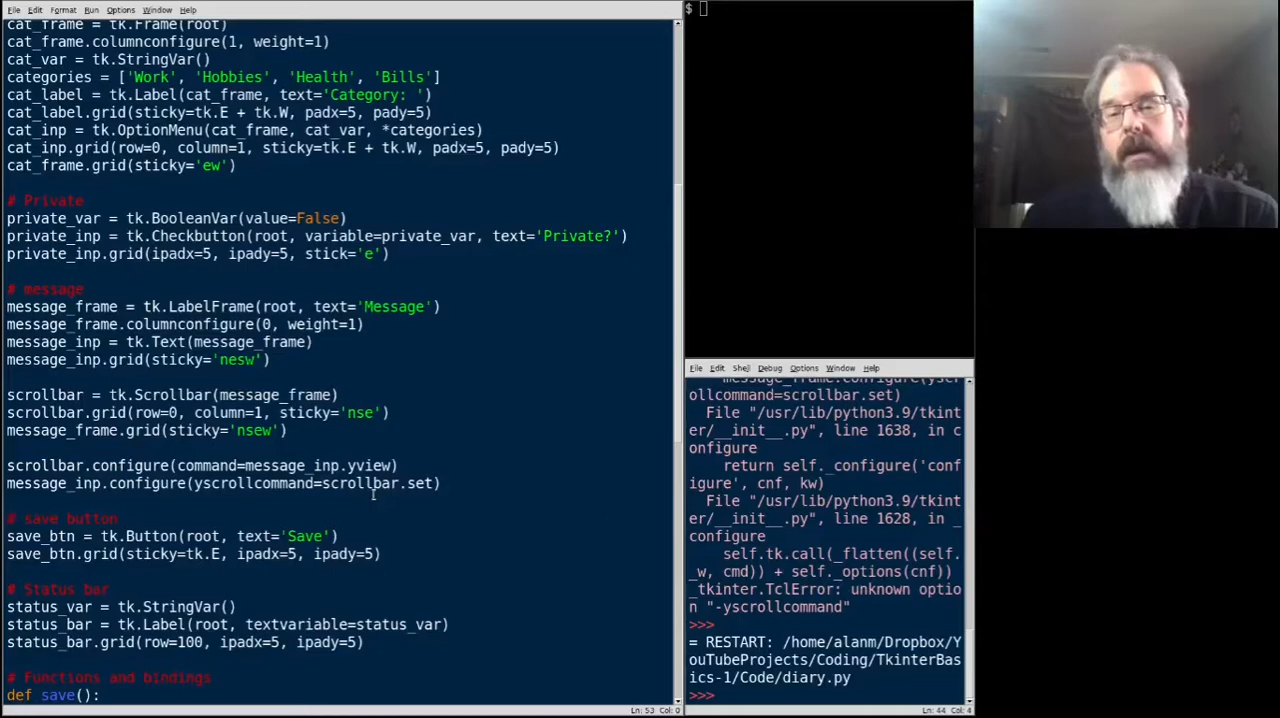 File Edit Format Run Options Window Help
cat_frame = tk.Frame(root)
cat_frame.columnconfigure(1, weight=1)
cat_var = tk.StringVar()
categories = ['Work', 'Hobbies', 'Health', 'Bills']
cat_label = tk.Label(cat_frame, text='Category: ')
cat_label.grid(sticky=tk.E + tk.W, padx=5, pady=5)
cat_inp = tk.OptionMenu(cat_frame, cat_var, *categories)
cat_inp.grid(row=0, column=1, sticky=tk.E + tk.W, padx=5, pady=5)
cat_frame.grid(sticky='ew')
# Private
private_var = tk.BooleanVar(value=False)
private_inp = tk.Checkbutton(root, variable=private_var, text='Private?')
private_inp.grid(ipadx=5, ipady=5, stick='e')
# message
message_frame = tk.LabelFrame(root, text='Message')
message_frame.columnconfigure(0, weight=1)
message_inp = tk.Text(message_frame)
message_inp.grid(sticky='nesw')
scrollbar = tk.Scrollbar(message_frame)
scrollbar.grid(row=0, column=1, sticky='nse')
message_frame.grid(sticky='nsew')
scrollbar.configure(command=message_inp.yview)
message_inp.configure(yscrollcommand=scrollbar.set)
# save button
save_btn = tk.Button(root, text='Save')
save_btn.grid(sticky=tk.E, ipadx=5, ipady=5)
# Status bar
status_var = tk.StringVar()
status_bar = tk.Label(root, textvariable=status_var)
status_bar.grid(row=100, ipadx=5, ipady=5)
# Functions and bindings
def save():
Ln: 53 Col: 0
$
File Edit Shell Debug Options Window Help
message_frame.configure(yscr
ollcommand=scrollbar.set)
File "/usr/lib/python3.9/tkint
er/__init__.py", line 1638, in c
onfigure
return self._configure('conf
igure', cnf, kw)
File "/usr/lib/python3.9/tkint
er/__init__.py", line 1628, in _
configure
self.tk.call(_flatten((self.
_w, cmd)) + self._options(cnf))
_tkinter.TclError: unknown optio
n "-yscrollcommand"
>>>
= RESTART: /home/alanm/Dropbox/Y
ouTubeProjects/Coding/TkinterBas
ics-1/Code/diary.py
>>>
Ln: 44 Col: 4